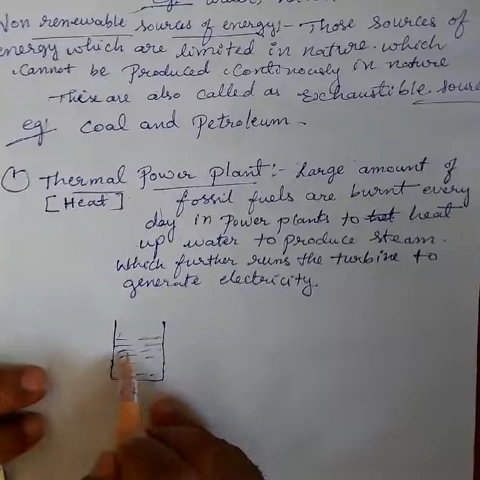 eg:
Non renewable sources of energy:- Those sources of
energy which are limited in nature. which
cannot be produced continously in nature
These are also called as exhaustible sour
eg: Coal and Petroleum.
Thermal Power plant:- Large amount of
[Heat] fossil fuels are burnt every
day in power plants to heat
up water to produce steam.
Which further runs the turbine to
generate electricity.